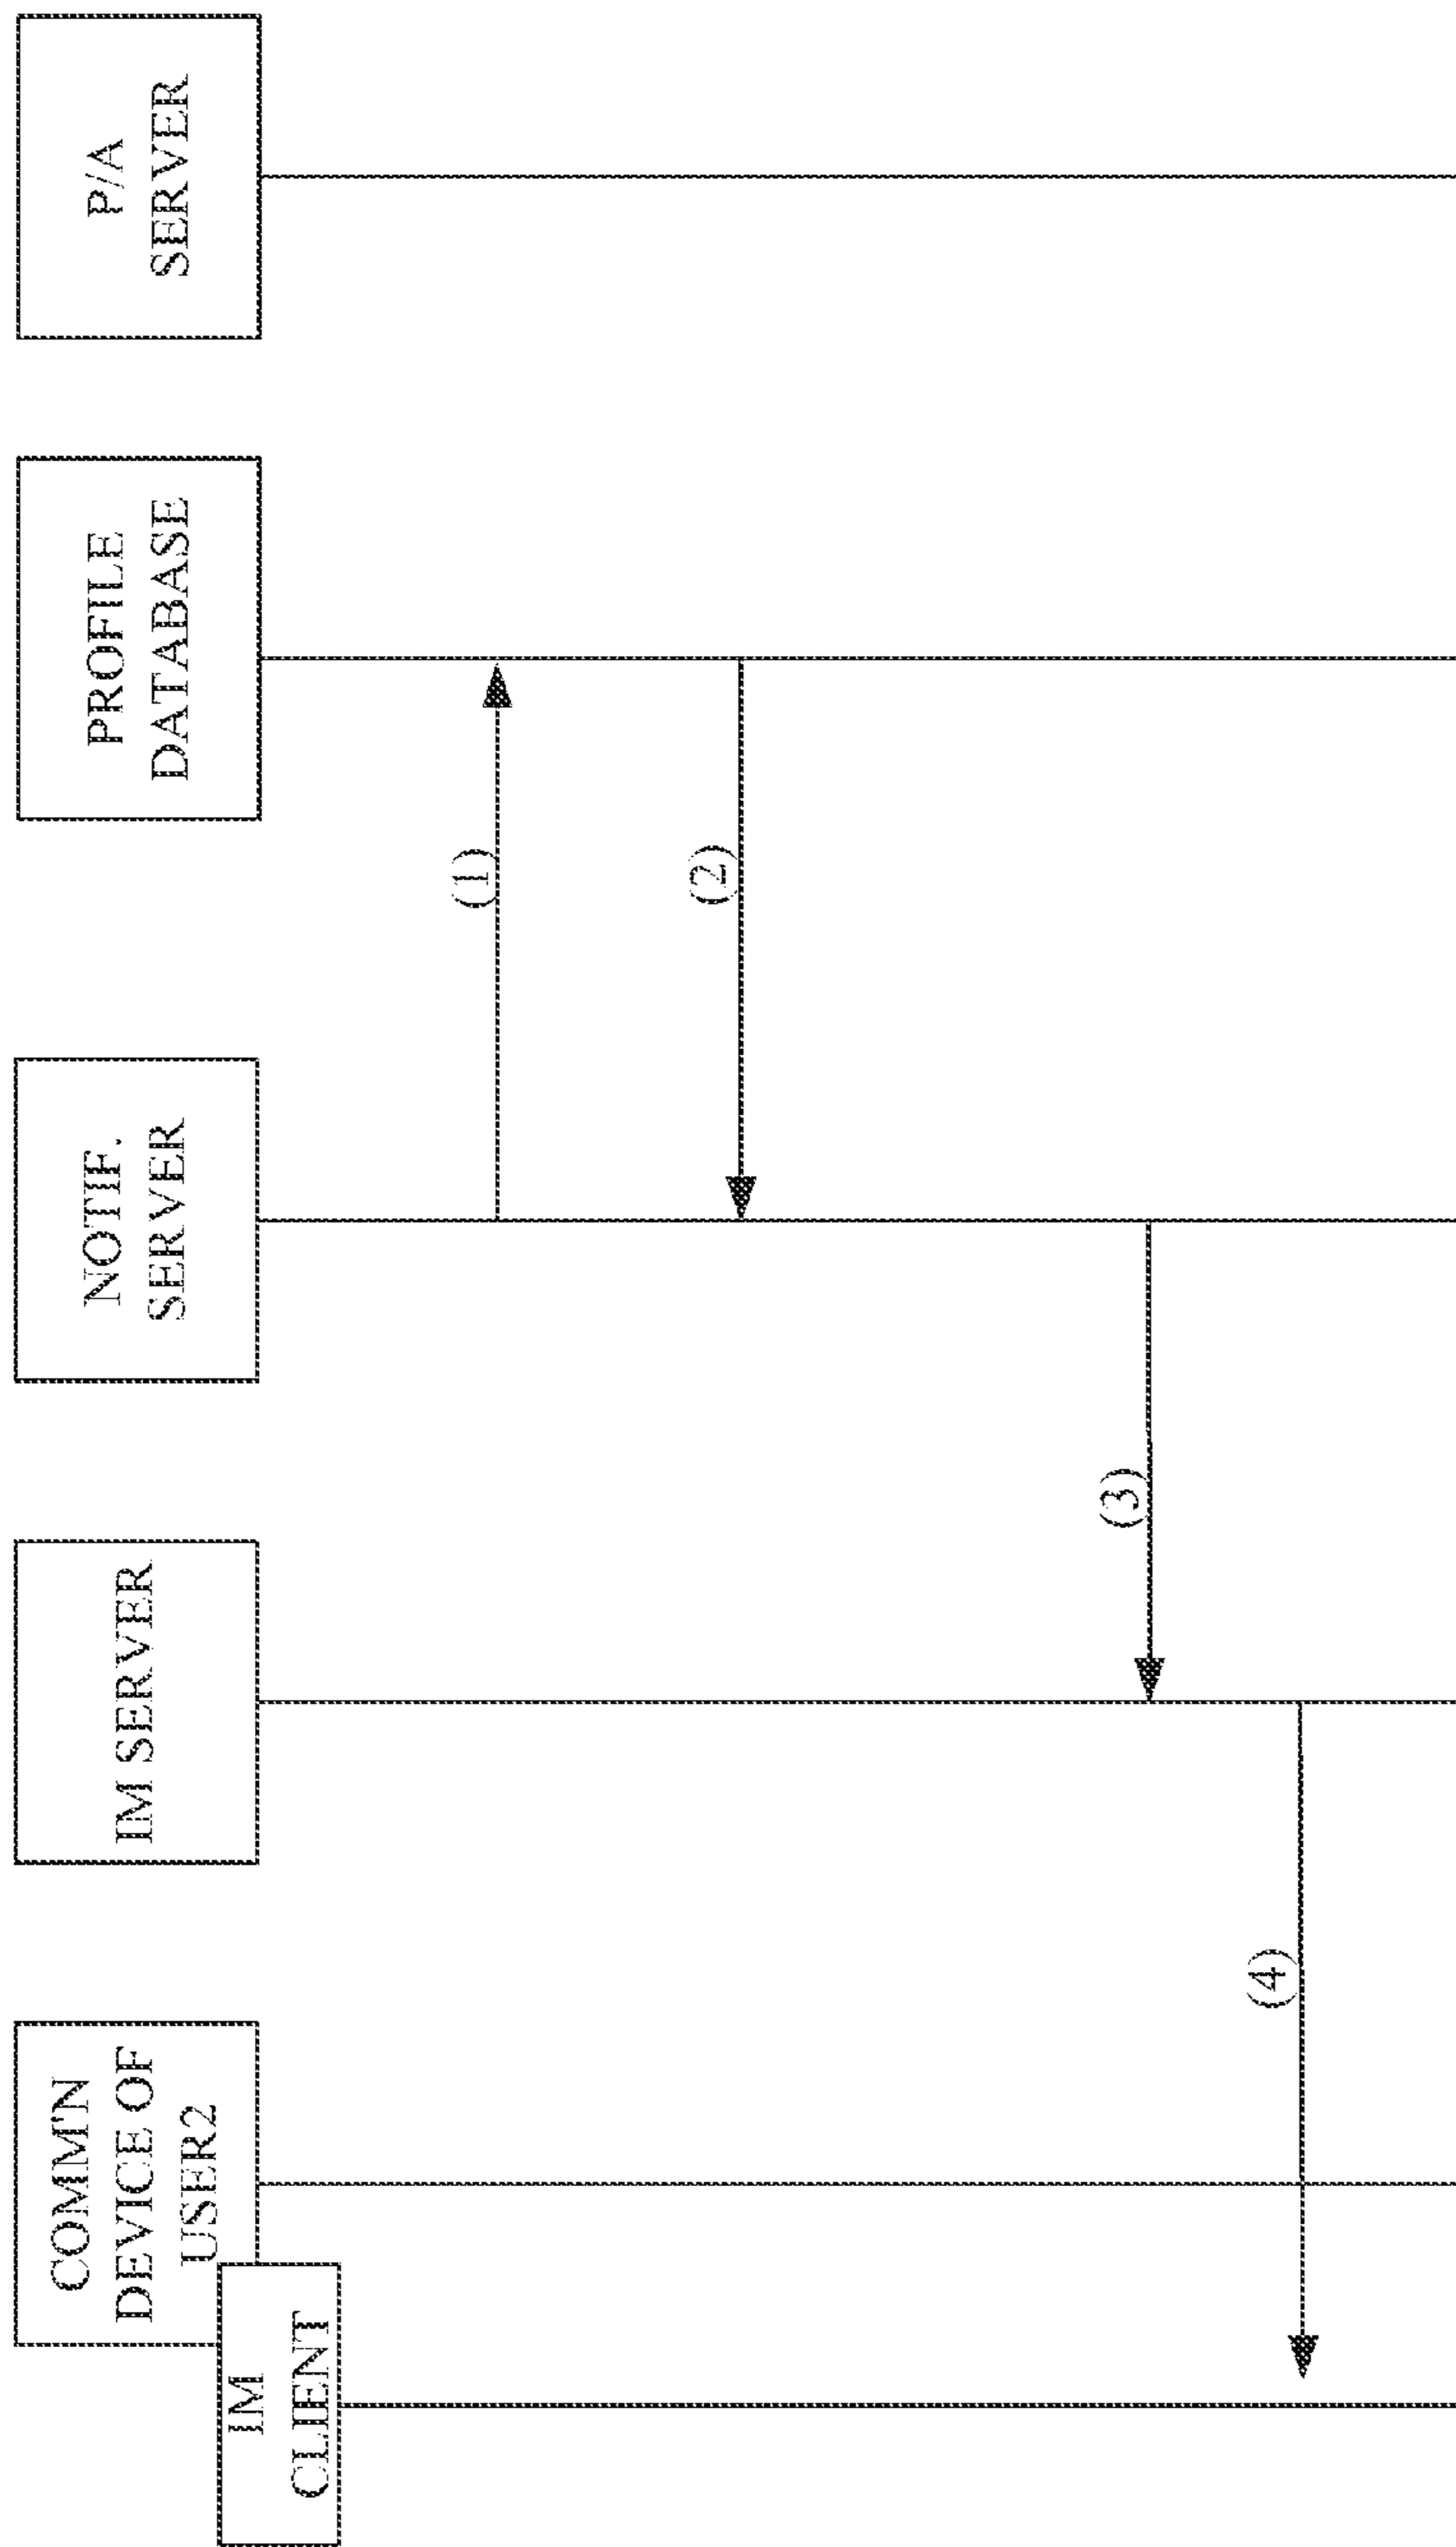 COMM'N
DEVICE OF
USER2
IM
CLIENT
IM SERVER
NOTIF.
SERVER
PROFILE
DATABASE
P/A
SERVER
(1)
(2)
(3)
(4)